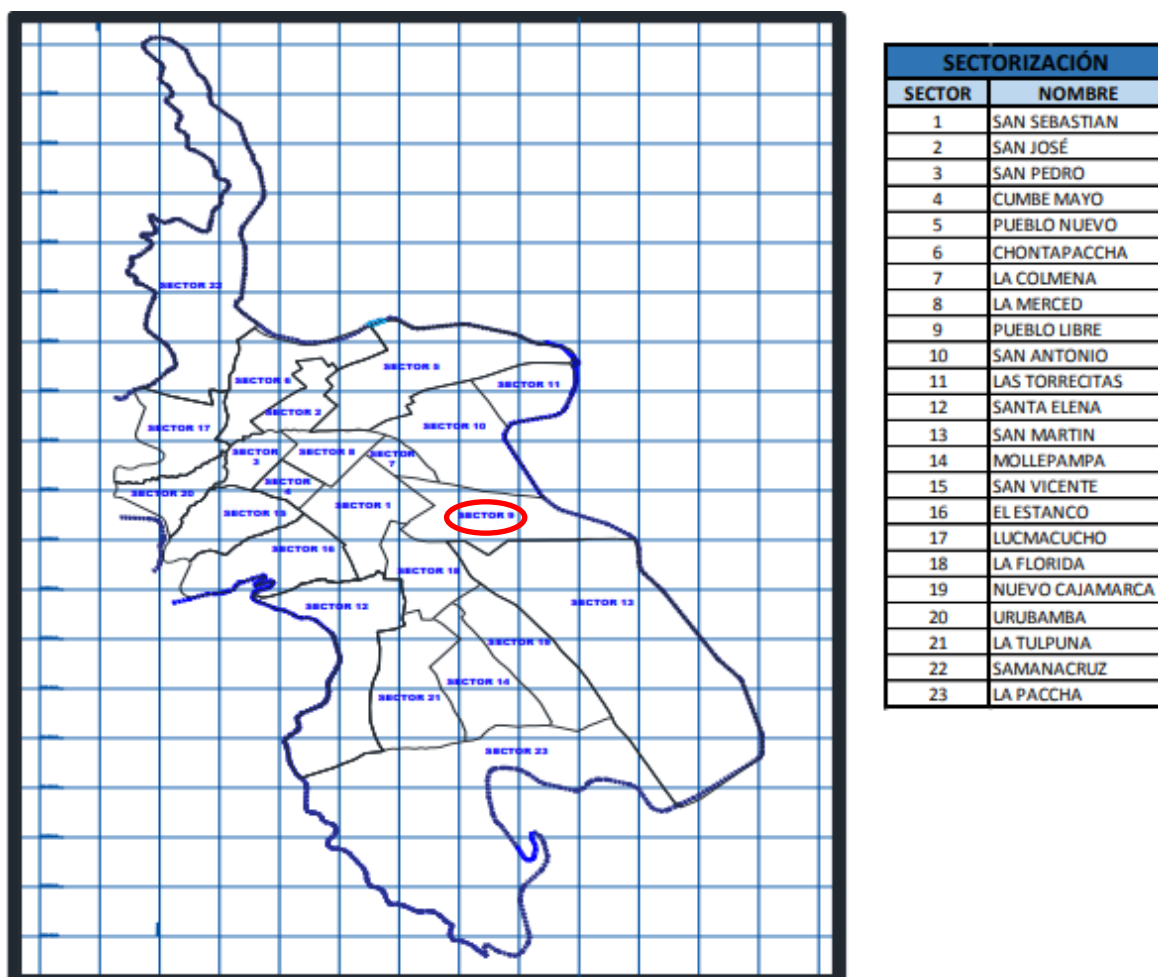 SECTOR 22
SECTOR 5
SECTOR 6
SECTOR 11
SECTOR 2
SECTOR 17
SECTOR 10
SECTOR 3
SECTOR 8
SECTOR 7
SECTOR 4
SECTOR 20
SECTOR 15
SECTOR 1
SECTOR 9
SECTOR 16
SECTOR 18
SECTOR 12
SECTOR 13
SECTOR 19
SECTOR 14
SECTOR 21
SECTOR 23
SECTORIZACIÓN
SECTOR NOMBRE
1 SAN SEBASTIAN
2 SAN JOSÉ
3 SAN PEDRO
4 CUMBE MAYO
5 PUEBLO NUEVO
6 CHONTAPACCHA
7 LA COLMENA
8 LA MERCED
9 PUEBLO LIBRE
10 SAN ANTONIO
11 LAS TORRECITAS
12 SANTA ELENA
13 SAN MARTIN
14 MOLLEPAMPA
15 SAN VICENTE
16 EL ESTANCO
17 LUCMACUCHO
18 LA FLORIDA
19 NUEVO CAJAMARCA
20 URUBAMBA
21 LA TULPUNA
22 SAMANACRUZ
23 LA PACCHA